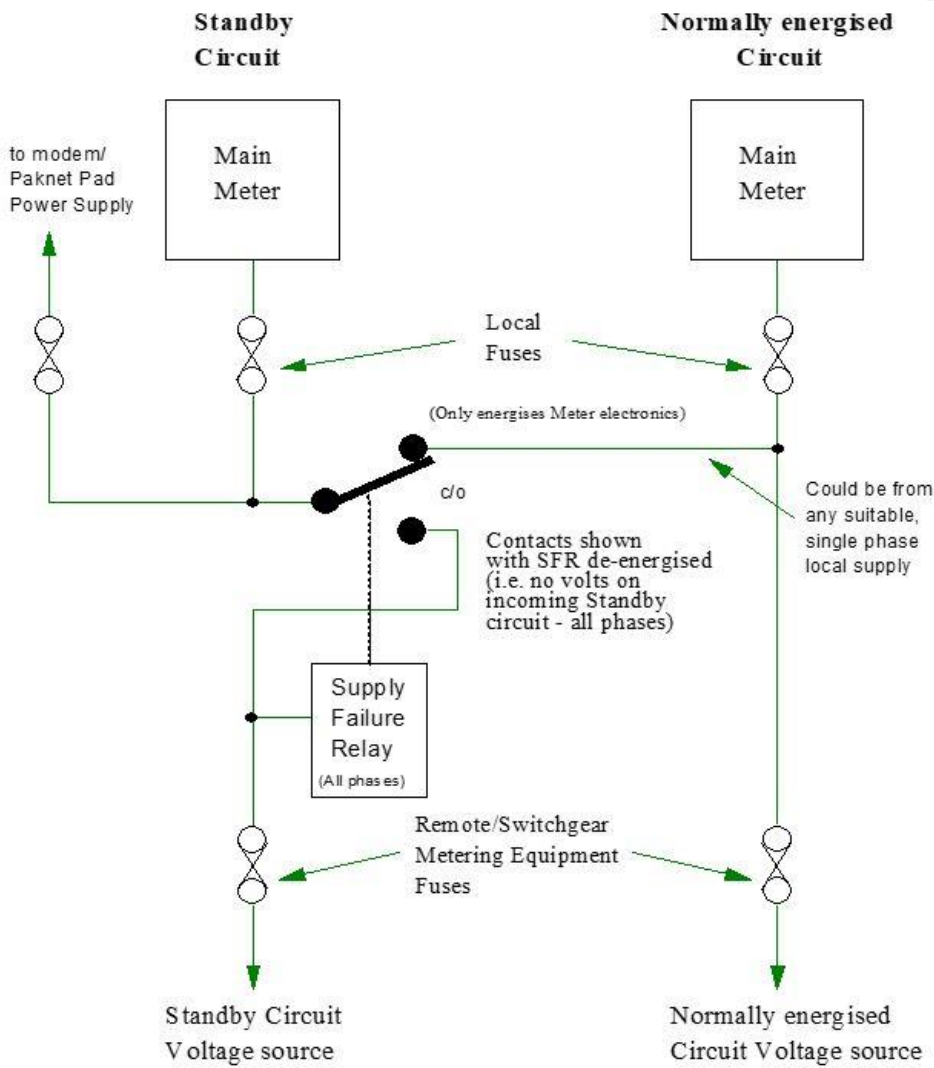 Standby
Circuit
Normally energised
Circuit
to modem/
Paknet Pad
Power Supply
Main
Meter
Main
Meter
Local
Fuses
(Only energises Meter electronics)
c/o
Could be from
any suitable,
single phase
local supply
Contacts shown
with SFR de-energised
(i.e. no volts on
incoming Standby
circuit - all phases)
Supply
Failure
Relay
(All phases)
Remote/Switchgear
Metering Equipment
Fuses
Standby Circuit
Voltage source
Normally energised
Circuit Voltage source